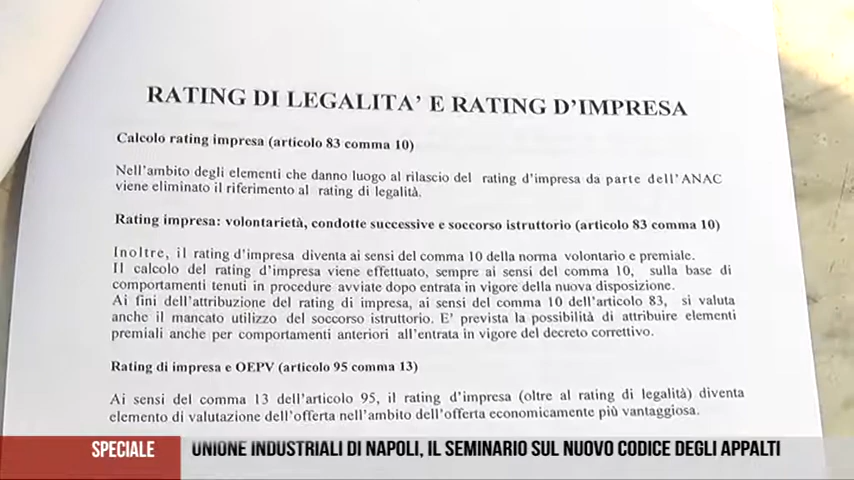 RATING DI LEGALITA' E RATING D'IMPRESA
Calcolo rating impresa (articolo 83 comma 10)
Nell'ambito degli elementi che danno luogo al rilascio del rating d'impresa da parte dell'ANAC
viene eliminato il riferimento al rating di legalità.
Rating impresa: volontarietà, condotte successive e soccorso istruttorio (articolo 83 comma 10)
Inoltre, il rating d'impresa diventa ai sensi del comma 10 della norma volontario e premiale.
Il calcolo del rating d'impresa viene effettuato, sempre ai sensi del comma 10, sulla base di
comportamenti tenuti in procedure avviate dopo entrata in vigore della nuova disposizione.
Ai fini dell'attribuzione del rating di impresa, ai sensi del comma 10 dell'articolo 83, si valuta
anche il mancato utilizzo del soccorso istruttorio. E' prevista la possibilità di attribuire elementi
premiali anche per comportamenti anteriori all'entrata in vigore del decreto correttivo.
Rating di impresa e OEPV (articolo 95 comma 13)
Ai sensi del comma 13 dell'articolo 95, il rating d'impresa (oltre al rating di legalità) diventa
elemento di valutazione dell'offerta nell'ambito dell'offerta economicamente più vantaggiosa.
SPECIALE UNIONE INDUSTRIALI DI NAPOLI, IL SEMINARIO SUL NUOVO CODICE DEGLI APPALTI